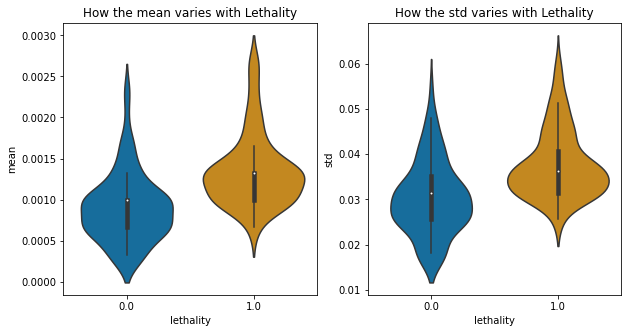 How the mean varies with Lethality
mean
0.0030
0.0025
0.0020
0.0015
0.0010
0.0005
0.0000
0.0
1.0
lethality
How the std varies with Lethality
std
0.06
0.05
0.04
0.03
0.02
0.01
0.0
1.0
lethality